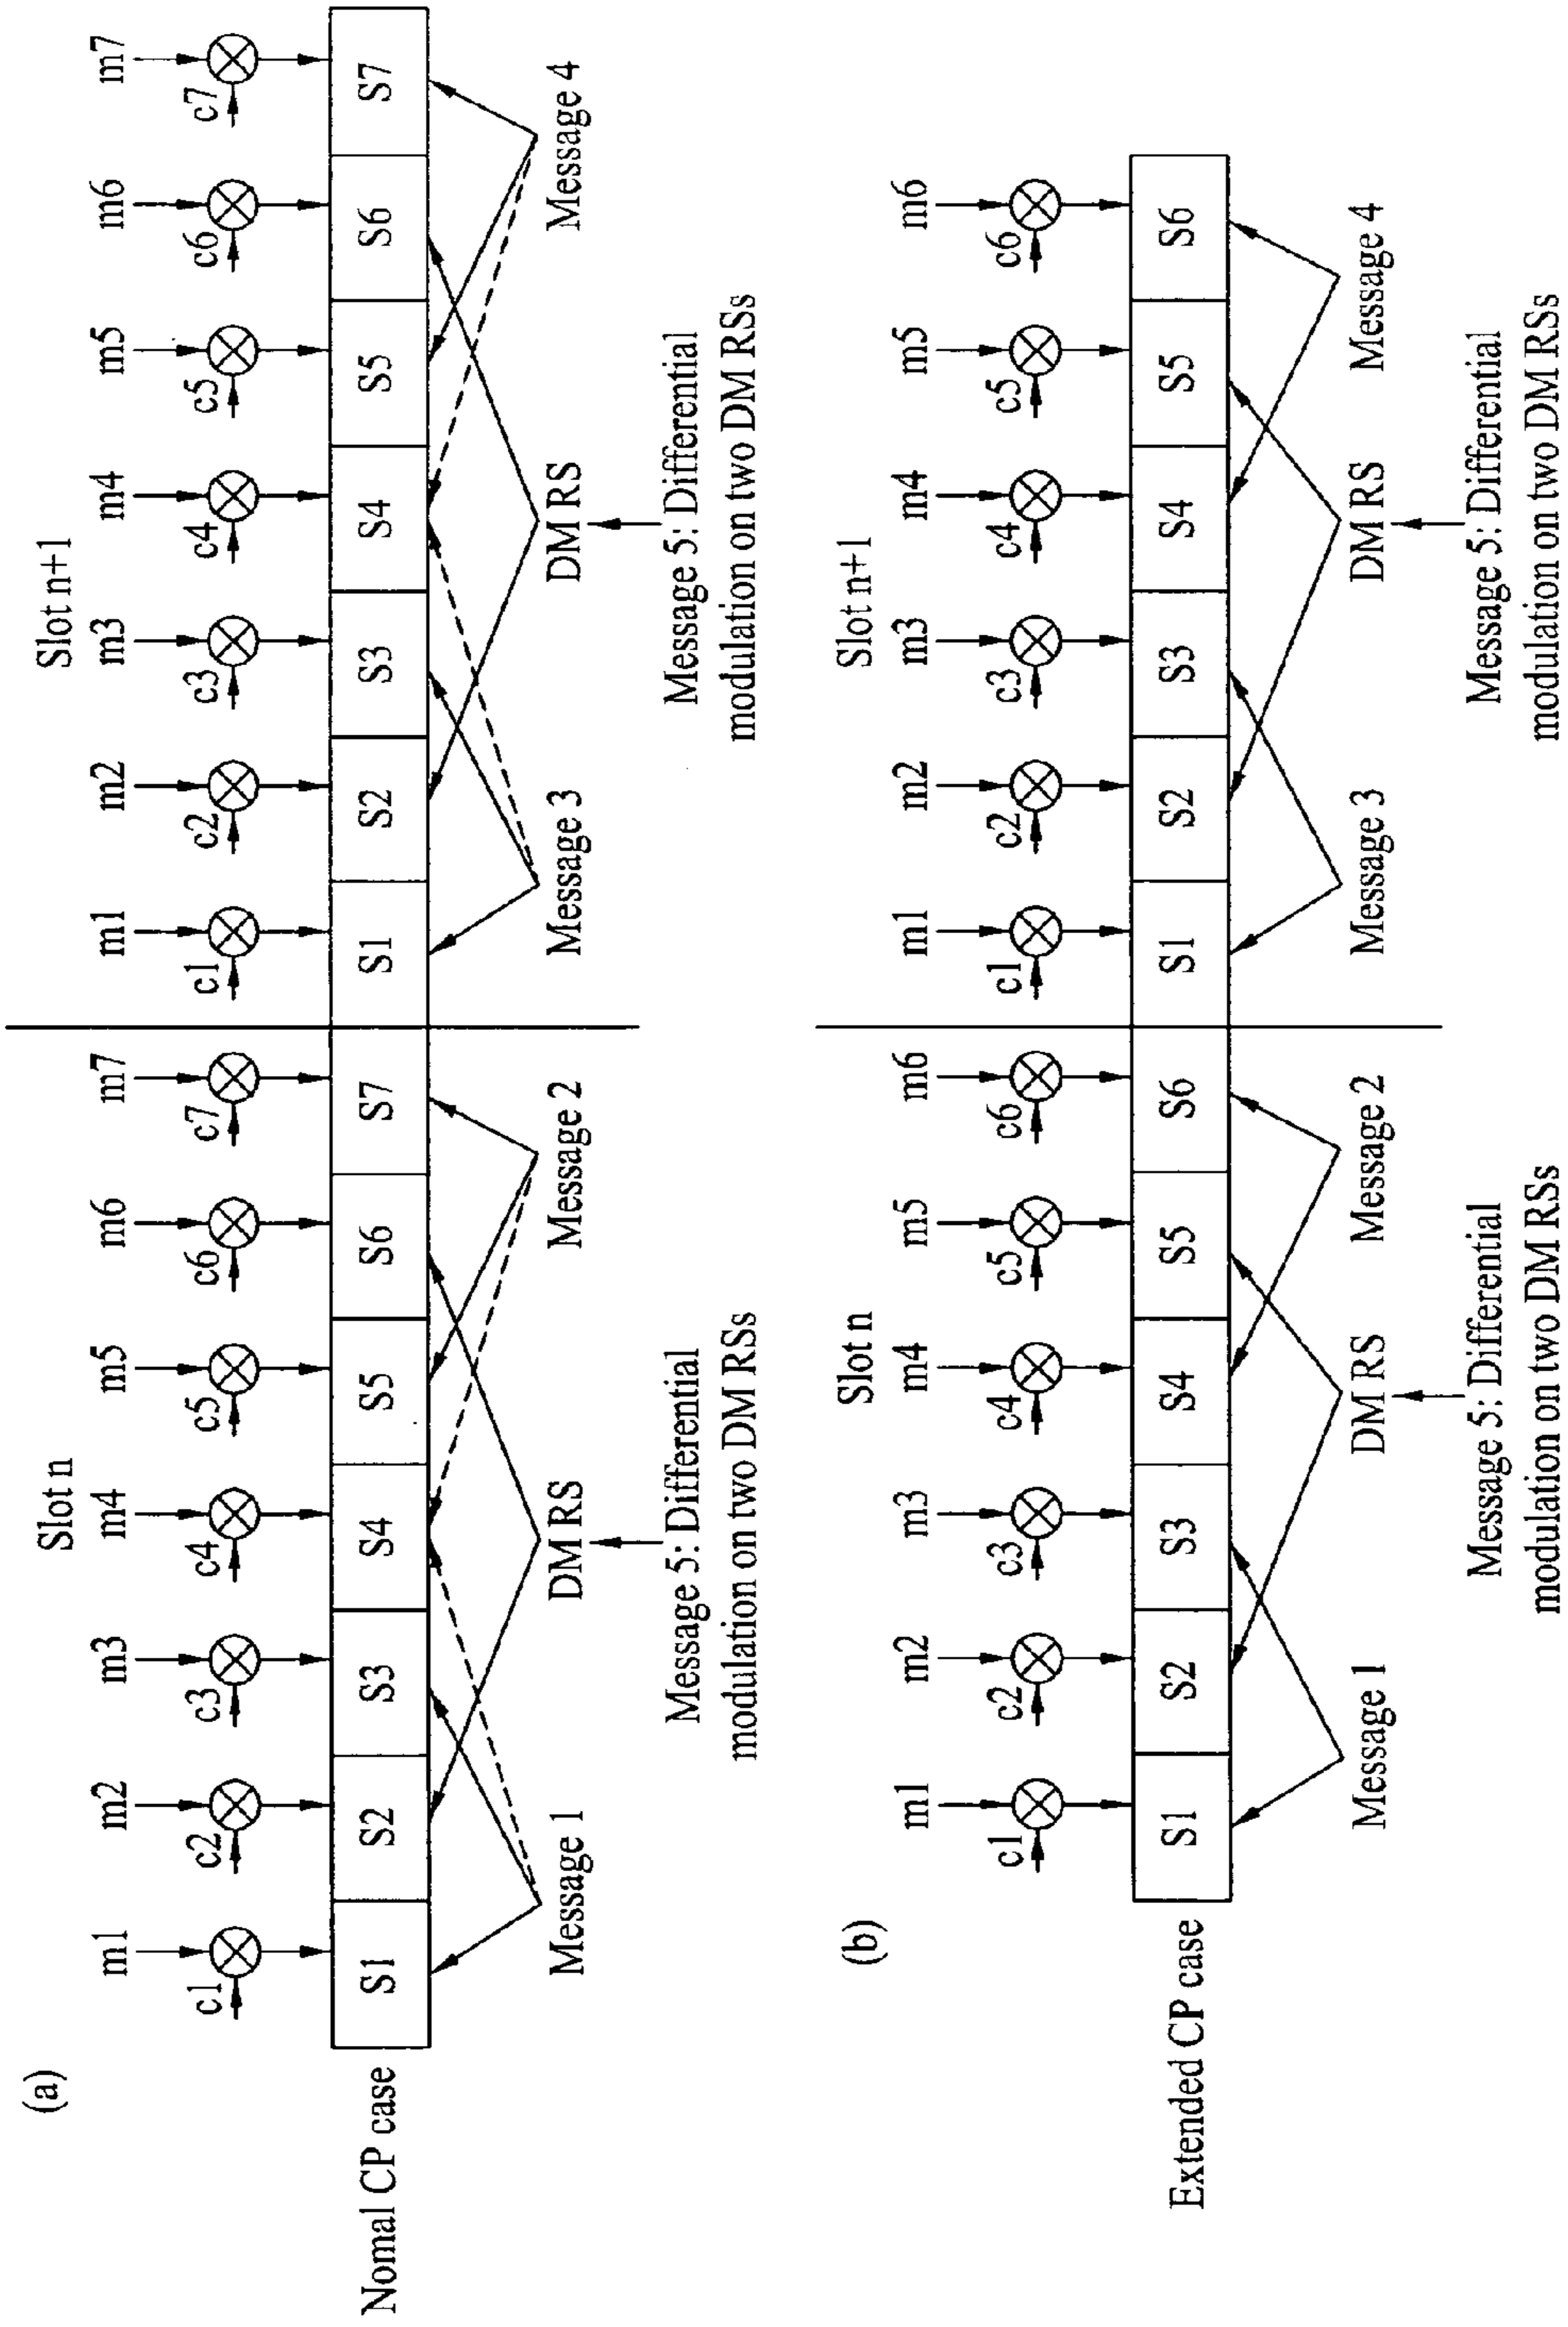 (a)
Slot n
Slot n+1
m1 m2 m3 m4 m5 m6 m7 m1 m2 m3 m4 m5 m6 m7
c1 c2 c3 c4 c5 c6 c7 c1 c2 c3 c4 c5 c6 c7
Nomal CP case
S1 S2 S3 S4 S5 S6 S7 S1 S2 S3 S4 S5 S6 S7
Message 1
DM RS
Message 2
Message 3
DM RS
Message 4
Message 5: Differential
modulation on two DM RSs
Message 5: Differential
modulation on two DM RSs
(b)
Slot n
Slot n+1
m1 m2 m3 m4 m5 m6 m1 m2 m3 m4 m5 m6
c1 c2 c3 c4 c5 c6 c1 c2 c3 c4 c5 c6
Extended CP case
S1 S2 S3 S4 S5 S6 S1 S2 S3 S4 S5 S6
Message 1
DM RS
Message 2
Message 3
DM RS
Message 4
Message 5: Differential
modulation on two DM RSs
Message 5: Differential
modulation on two DM RSs